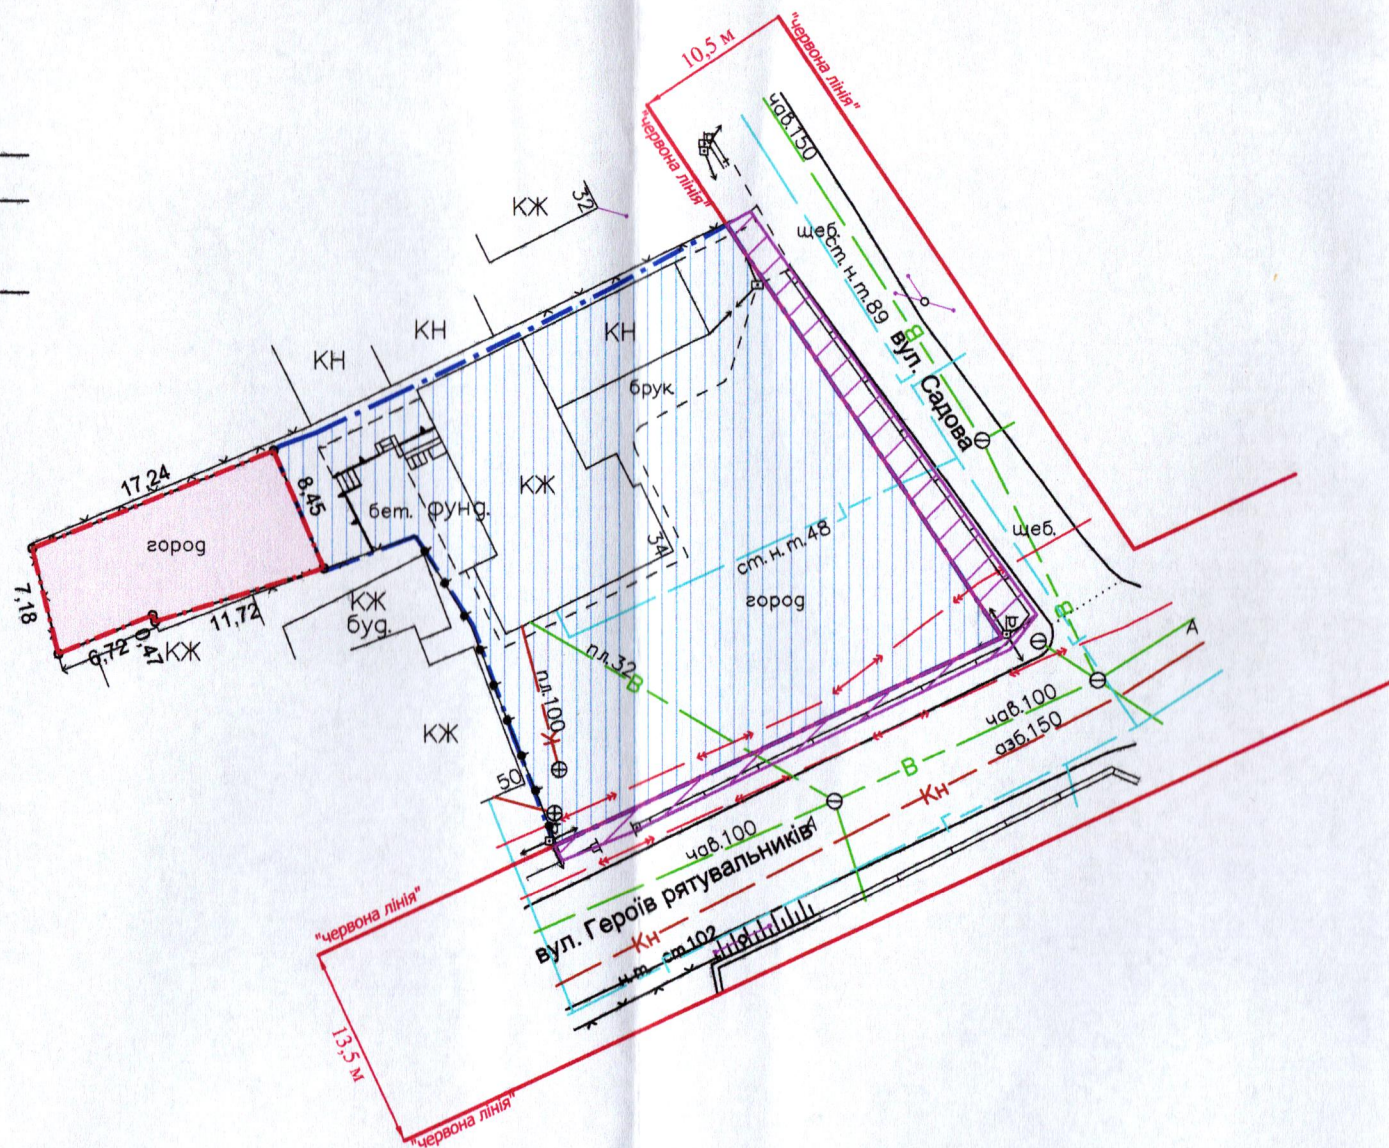 10,5 м
"червона лінія"
"червона лінія"
чав.150
32
КЖ
щеб.
ст.н.т.89
В
вул. Садова
КН
КН
КН
брук.
17,24
8,45
город
7,18
6,72
0,47
11,72
КЖ
бет.
фунд.
КЖ
34
КЖ
буд.
ст.н.т.48
город
щеб.
В
пл.32
В
пл.100
К
КЖ
50
А
чав.100
азб.150
В
Кн
А
чав.100
вул. Героїв рятувальників
Кн
н.т. ст.102
"червона лінія"
13,5 м
"червона лінія"